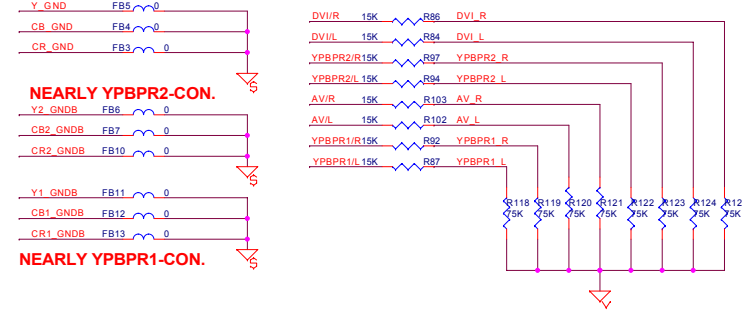 Y_GND FB5 0
CB_GND FB4 0
CR_GND FB3 0
S
NEARLY YPBPR2-CON.
Y2_GNDB FB6 0
CB2_GNDB FB7 0
CR2_GNDB FB10 0
S
Y1_GNDB FB11 0
CB1_GNDB FB12 0
CR1_GNDB FB13 0
S
NEARLY YPBPR1-CON.
DVI/R 15K R86 DVI_R
DVI/L 15K R84 DVI_L
YPBPR2/R 15K R97 YPBPR2_R
YPBPR2/L 15K R94 YPBPR2_L
AV/R 15K R103 AV_R
AV/L 15K R102 AV_L
YPBPR1/R 15K R92 YPBPR1_R
YPBPR1/L 15K R87 YPBPR1_L
R118 R119 R120 R121 R122 R123 R124 R12
75K 75K 75K 75K 75K 75K 75K 75K